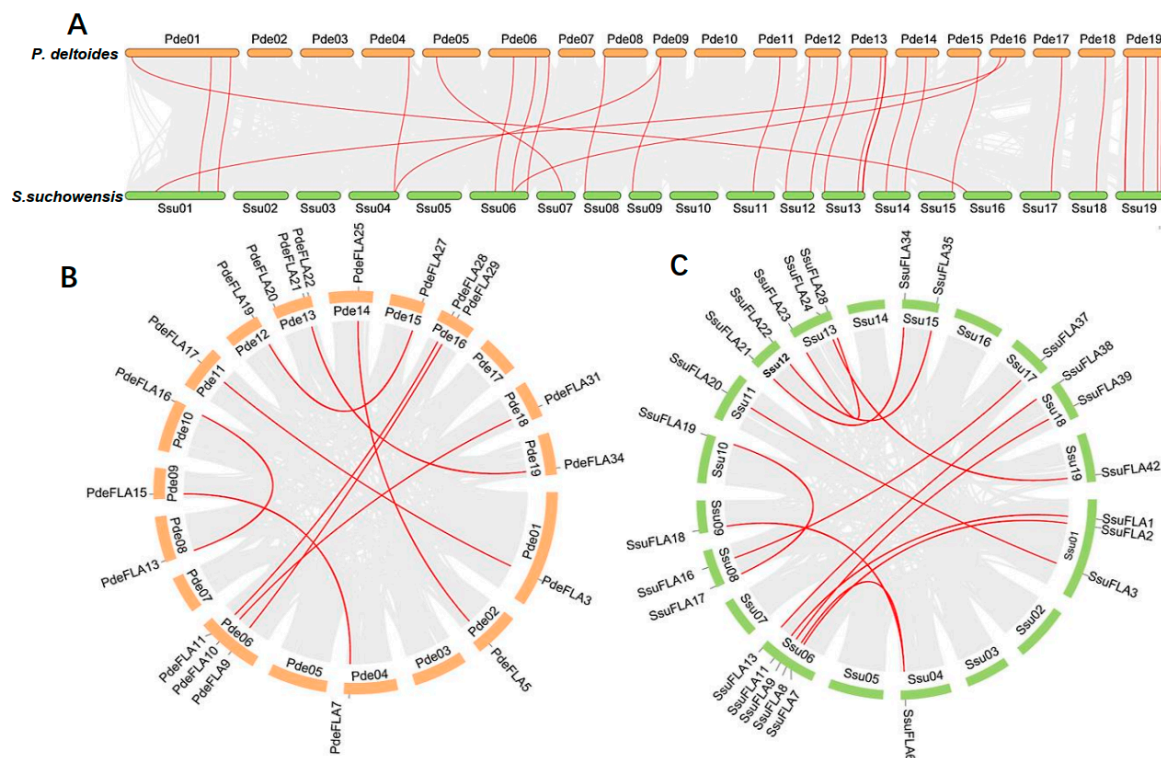 A
Pde01 Pde02 Pde03 Pde04 Pde05 Pde06 Pde07 Pde08 Pde09 Pde10 Pde11 Pde12 Pde13 Pde14 Pde15 Pde16 Pde17 Pde18 Pde19
P. deltoides
S.suchowensis
Ssu01 Ssu02 Ssu03 Ssu04 Ssu05 Ssu06 Ssu07 Ssu08 Ssu09 Ssu10 Ssu11 Ssu12 Ssu13 Ssu14 Ssu15 Ssu16 Ssu17 Ssu18 Ssu19
B
PdeFLA3
PdeFLA5
PdeFLA7
PdeFLA9
PdeFLA10
PdeFLA11
PdeFLA13
PdeFLA15
PdeFLA16
PdeFLA17
PdeFLA19
PdeFLA20
PdeFLA21
PdeFLA22
PdeFLA25
PdeFLA27
PdeFLA28
PdeFLA29
PdeFLA31
PdeFLA34
Pde01
Pde02
Pde03
Pde04
Pde05
Pde06
Pde07
Pde08
Pde09
Pde10
Pde11
Pde12
Pde13
Pde14
Pde15
Pde16
Pde17
Pde18
Pde19
C
SsuFLA1
SsuFLA2
SsuFLA3
SsuFLA6
SsuFLA7
SsuFLA8
SsuFLA9
SsuFLA11
SsuFLA13
SsuFLA16
SsuFLA17
SsuFLA18
SsuFLA19
SsuFLA20
SsuFLA21
SsuFLA22
SsuFLA23
SsuFLA24
SsuFLA28
SsuFLA34
SsuFLA35
SsuFLA37
SsuFLA38
SsuFLA39
SsuFLA42
Ssu01
Ssu02
Ssu03
Ssu04
Ssu05
Ssu06
Ssu07
Ssu08
Ssu09
Ssu10
Ssu11
Ssu12
Ssu13
Ssu14
Ssu15
Ssu16
Ssu17
Ssu18
Ssu19